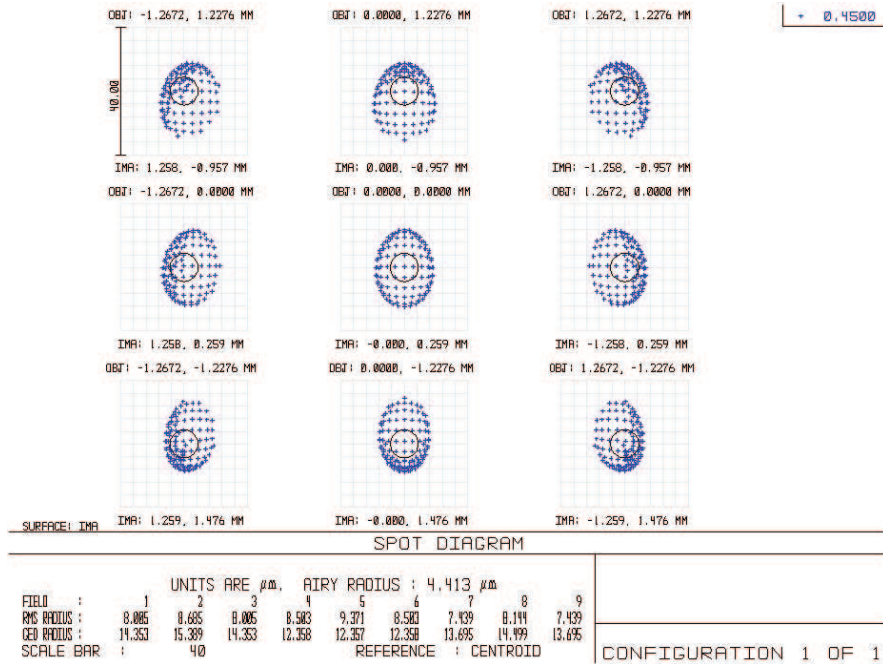 OBJ: -1.2672, 1.2276 MM OBJ: 0.0000, 1.2276 MM OBJ: 1.2672, 1.2276 MM + 0.4500
40.00
IMA: 1.258, -0.957 MM IMA: 0.000, -0.957 MM IMA: -1.258, -0.957 MM
OBJ: -1.2672, 0.0000 MM OBJ: 0.0000, 0.0000 MM OBJ: 1.2672, 0.0000 MM
IMA: 1.258, 0.259 MM IMA: -0.000, 0.259 MM IMA: -1.258, 0.259 MM
OBJ: -1.2672, -1.2276 MM OBJ: 0.0000, -1.2276 MM OBJ: 1.2672, -1.2276 MM
IMA: 1.259, 1.476 MM IMA: -0.000, 1.476 MM IMA: -1.259, 1.476 MM
SURFACE: IMA
SPOT DIAGRAM
UNITS ARE µm. AIRY RADIUS : 4.413 µm
FIELD : 1 2 3 4 5 6 7 8 9
RMS RADIUS : 8.005 8.685 8.005 8.503 9.371 8.503 7.439 8.144 7.439
GEO RADIUS : 14.353 15.389 14.353 12.358 12.357 12.358 13.695 14.499 13.695
SCALE BAR : 40 REFERENCE : CENTROID
CONFIGURATION 1 OF 1